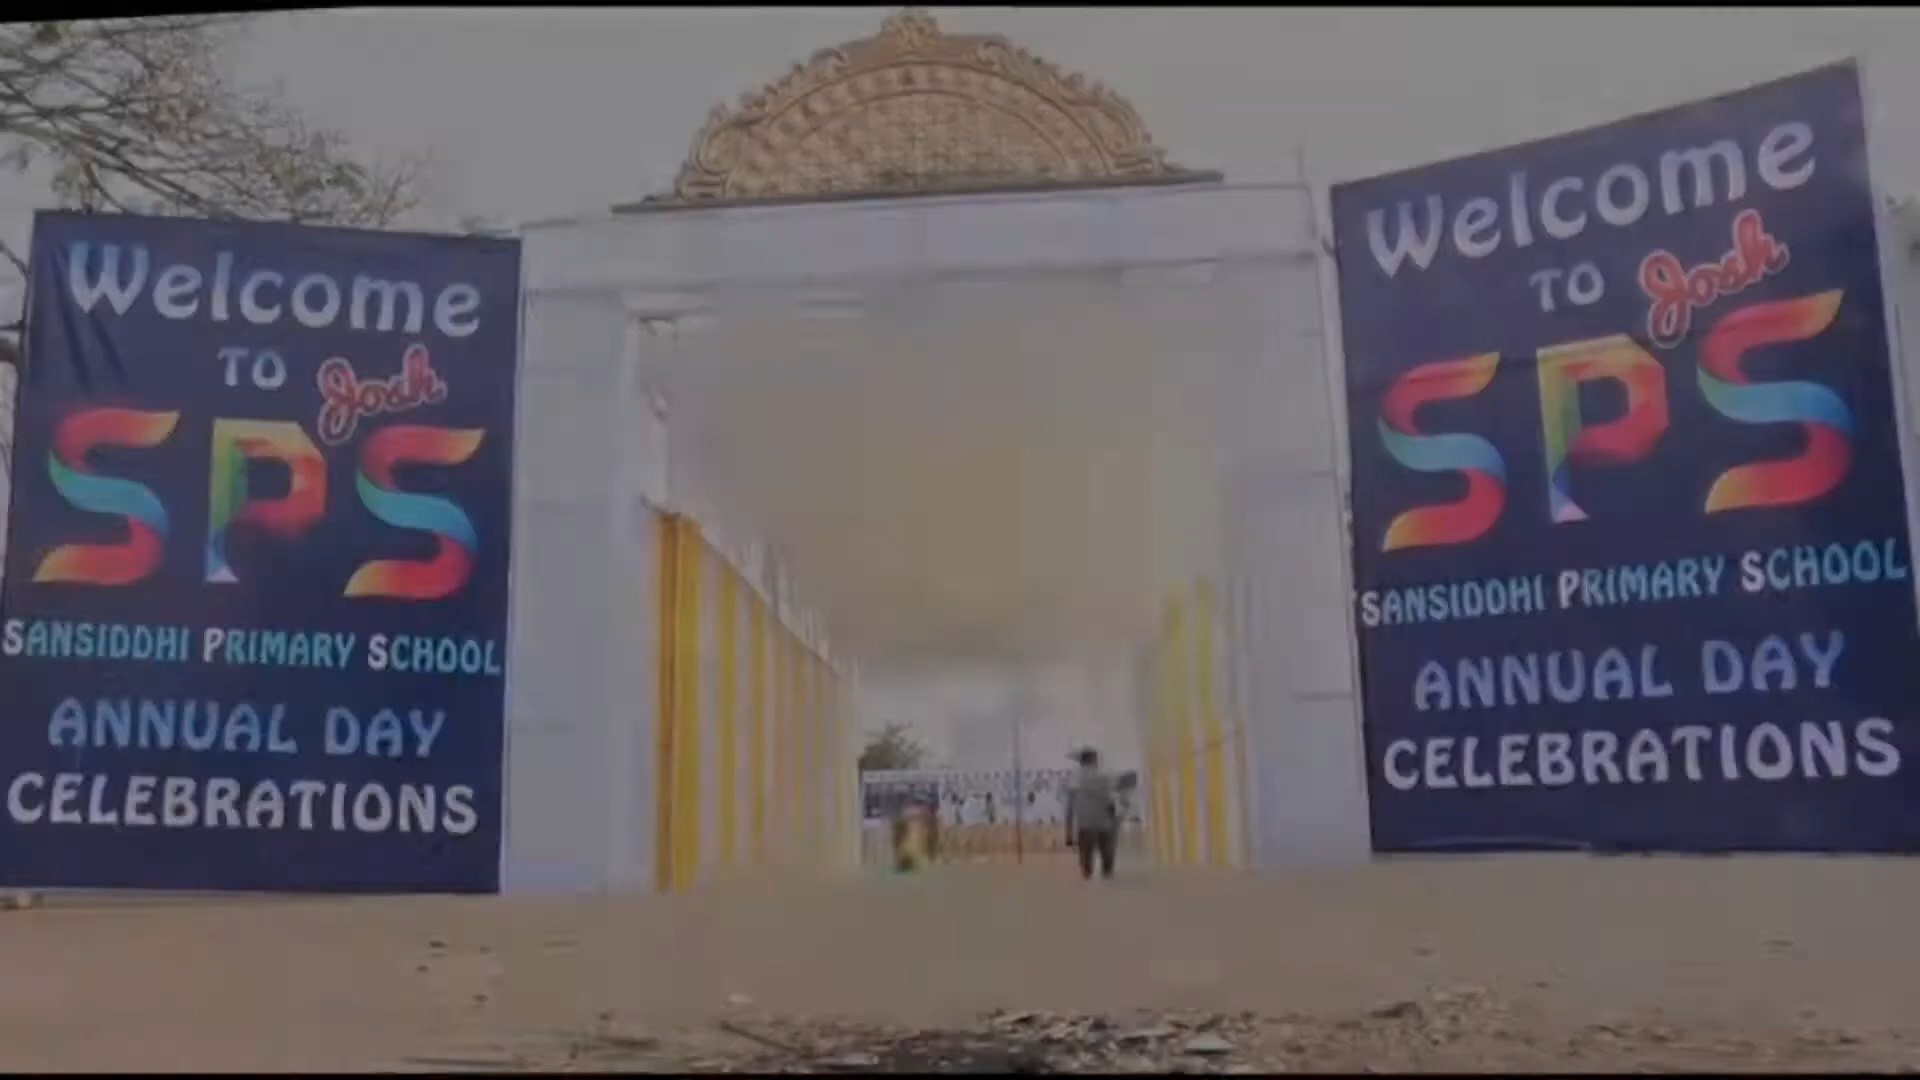 Welcome
TO Josh
SPS
SANSIDDHI PRIMARY SCHOOL
ANNUAL DAY
CELEBRATIONS
Welcome
TO Josh
SPS
SANSIDDHI PRIMARY SCHOOL
ANNUAL DAY
CELEBRATIONS